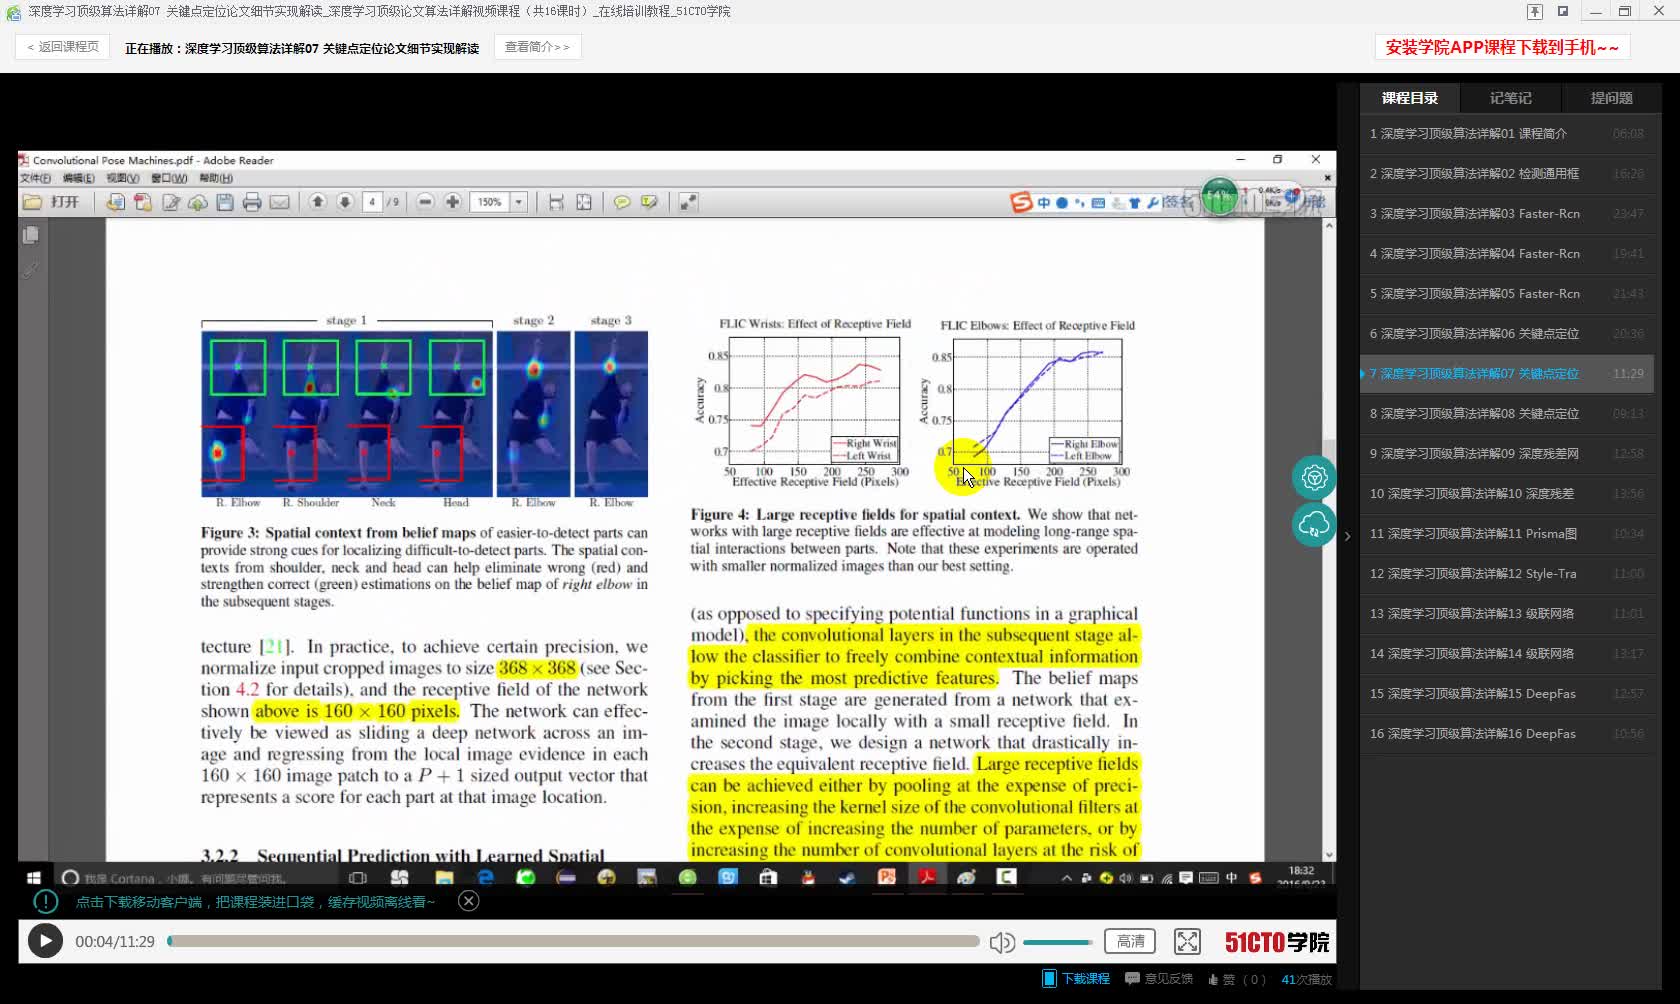 深度学习顶级算法详解07 关键点定位论文细节实现解读_深度学习顶级论文算法详解视频课程（共16课时）_在线培训教程_51CTO学院
< 返回课程页
正在播放：深度学习顶级算法详解07 关键点定位论文细节实现解读
查看简介>>
安装学院APP课程下载到手机~~
Convolutional Pose Machines.pdf - Adobe Reader
文件(F) 编辑(E) 视图(V) 窗口(W) 帮助(H)
打开
4 / 9
150%
中
签名
54%
stage 1
stage 2
stage 3
R. Elbow
R. Shoulder
Neck
Head
R. Elbow
R. Elbow
Figure 3: Spatial context from belief maps of easier-to-detect parts can
provide strong cues for localizing difficult-to-detect parts. The spatial con-
texts from shoulder, neck and head can help eliminate wrong (red) and
strengthen correct (green) estimations on the belief map of right elbow in
the subsequent stages.
tecture [21]. In practice, to achieve certain precision, we
normalize input cropped images to size 368 × 368 (see Sec-
tion 4.2 for details), and the receptive field of the network
shown above is 160 × 160 pixels. The network can effec-
tively be viewed as sliding a deep network across an im-
age and regressing from the local image evidence in each
160 × 160 image patch to a P + 1 sized output vector that
represents a score for each part at that image location.
3.2.2 Sequential Prediction with Learned Spatial
FLIC Wrists: Effect of Receptive Field
0.85
0.8
0.75
0.7
Accuracy
Right Wrist
Left Wrist
50 100 150 200 250 300
Effective Receptive Field (Pixels)
FLIC Elbows: Effect of Receptive Field
0.85
0.8
0.75
0.7
Accuracy
Right Elbow
Left Elbow
50 100 150 200 250 300
Effective Receptive Field (Pixels)
Figure 4: Large receptive fields for spatial context. We show that net-
works with large receptive fields are effective at modeling long-range spa-
tial interactions between parts. Note that these experiments are operated
with smaller normalized images than our best setting.
(as opposed to specifying potential functions in a graphical
model), the convolutional layers in the subsequent stage al-
low the classifier to freely combine contextual information
by picking the most predictive features. The belief maps
from the first stage are generated from a network that ex-
amined the image locally with a small receptive field. In
the second stage, we design a network that drastically in-
creases the equivalent receptive field. Large receptive fields
can be achieved either by pooling at the expense of preci-
sion, increasing the kernel size of the convolutional filters at
the expense of increasing the number of parameters, or by
increasing the number of convolutional layers at the risk of
我是 Cortana，小娜。有问题尽管问我。
中
18:32
2016/9/23
点击下载移动客户端，把课程装进口袋，缓存视频离线看~
00:04/11:29
高清
51CTO学院
下载课程
意见反馈
赞（0）
41次播放
课程目录
记笔记
提问题
1 深度学习顶级算法详解01 课程简介 06:08
2 深度学习顶级算法详解02 检测通用框 16:20
3 深度学习顶级算法详解03 Faster-Rcn 23:47
4 深度学习顶级算法详解04 Faster-Rcn 19:41
5 深度学习顶级算法详解05 Faster-Rcn 21:43
6 深度学习顶级算法详解06 关键点定位 20:36
7 深度学习顶级算法详解07 关键点定位 11:29
8 深度学习顶级算法详解08 关键点定位 09:13
9 深度学习顶级算法详解09 深度残差网 12:58
10 深度学习顶级算法详解10 深度残差 13:56
11 深度学习顶级算法详解11 Prisma图 10:34
12 深度学习顶级算法详解12 Style-Tra 11:00
13 深度学习顶级算法详解13 级联网络 11:01
14 深度学习顶级算法详解14 级联网络 13:17
15 深度学习顶级算法详解15 DeepFas 12:57
16 深度学习顶级算法详解16 DeepFas 10:56